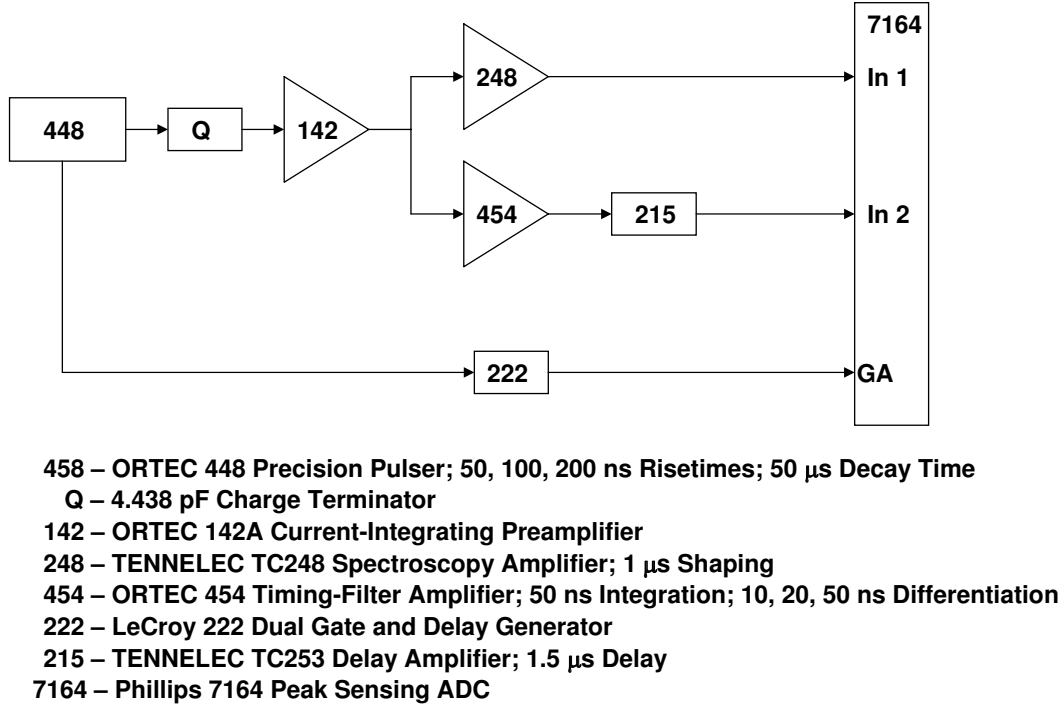 7164
248
In 1
448
Q
142
454
215
In 2
222
GA
458 – ORTEC 448 Precision Pulser; 50, 100, 200 ns Risetimes; 50 μs Decay Time
Q – 4.438 pF Charge Terminator
142 – ORTEC 142A Current-Integrating Preamplifier
248 – TENNELEC TC248 Spectroscopy Amplifier; 1 μs Shaping
454 – ORTEC 454 Timing-Filter Amplifier; 50 ns Integration; 10, 20, 50 ns Differentiation
222 – LeCroy 222 Dual Gate and Delay Generator
215 – TENNELEC TC253 Delay Amplifier; 1.5 μs Delay
7164 – Phillips 7164 Peak Sensing ADC